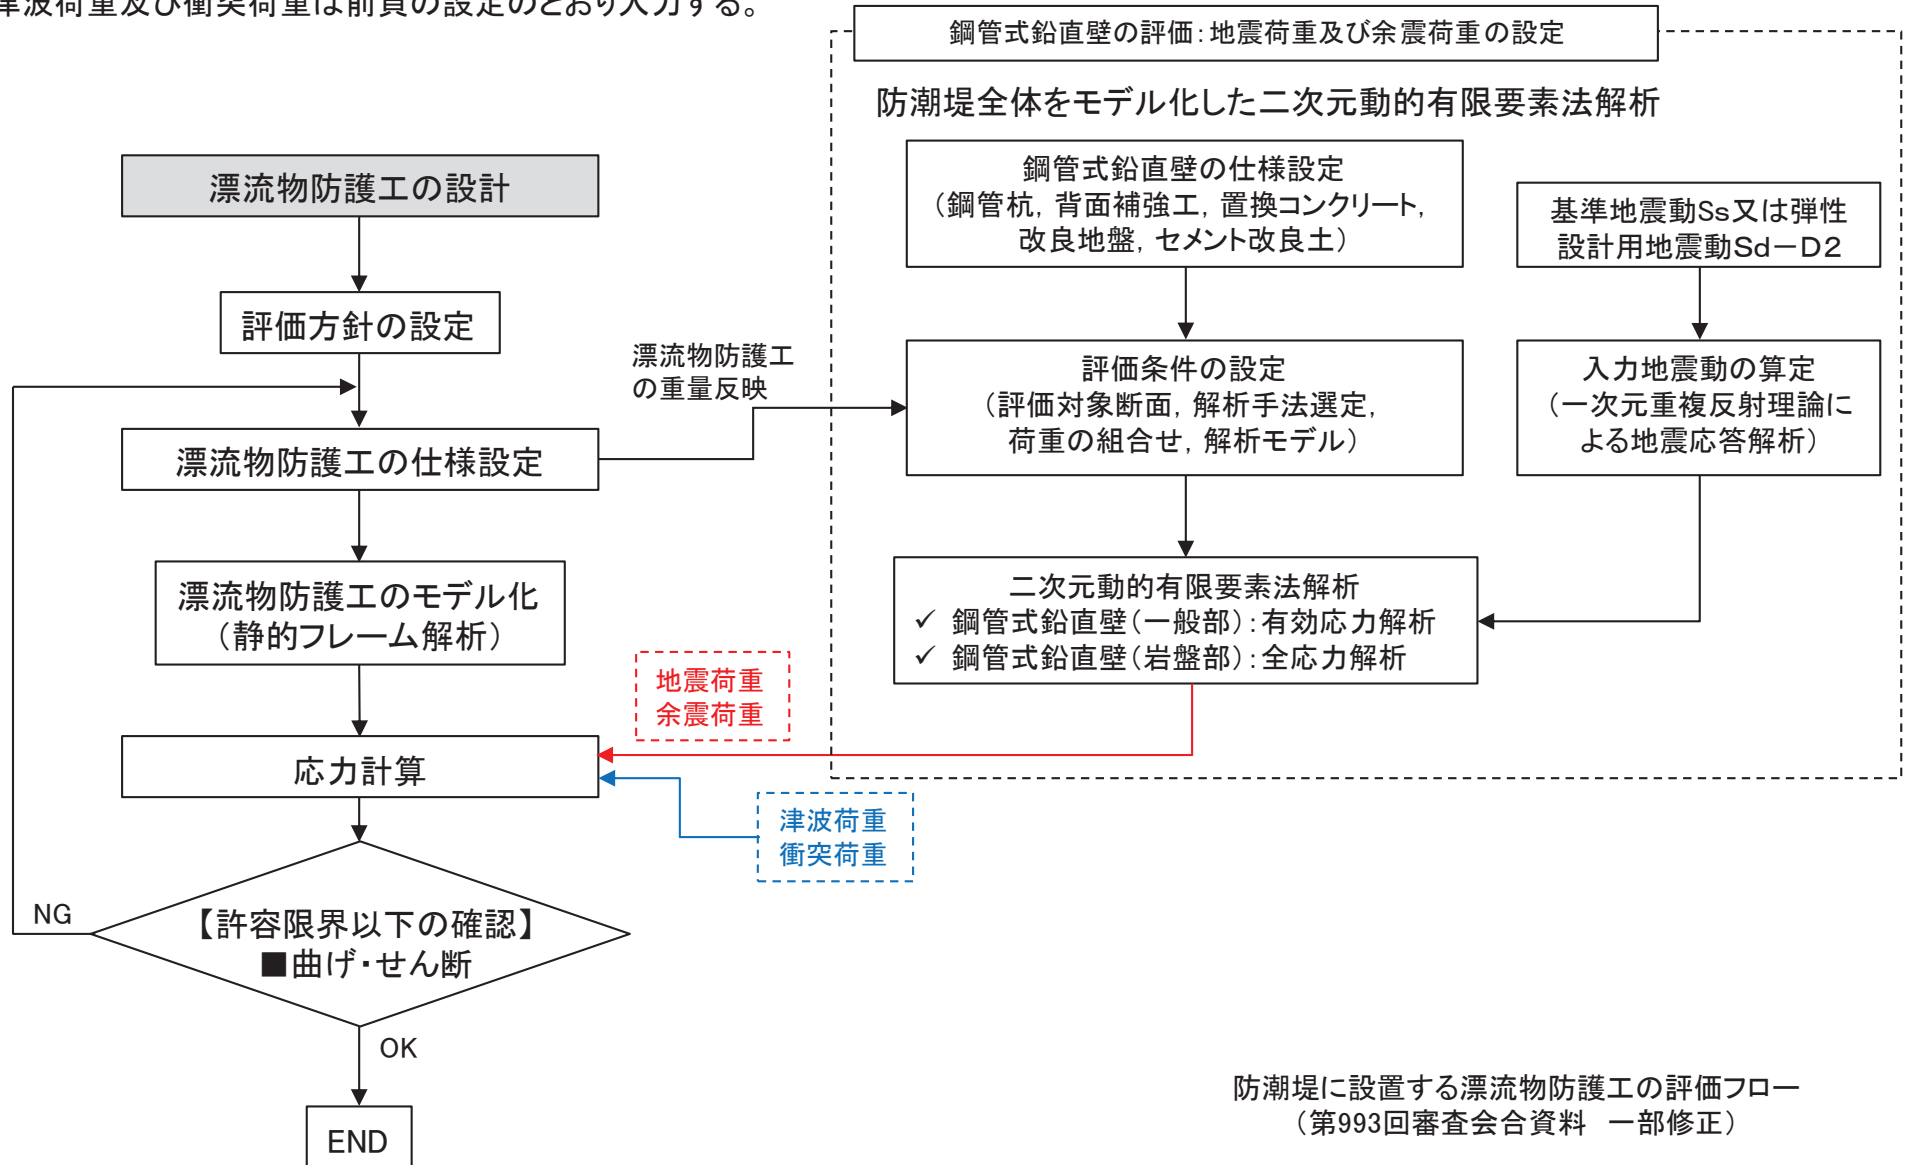 津波荷重及び衝突荷重は前頁の設定のとおり入力する。
鋼管式鉛直壁の評価：地震荷重及び余震荷重の設定
防潮堤全体をモデル化した二次元動的有限要素法解析
漂流物防護工の設計
評価方針の設定
漂流物防護工の仕様設定
漂流物防護工
の重量反映
漂流物防護工のモデル化
（静的フレーム解析）
応力計算
【許容限界以下の確認】
■曲げ・せん断
NG
OK
END
鋼管式鉛直壁の仕様設定
（鋼管杭，背面補強工，置換コンクリート，
改良地盤，セメント改良土）
基準地震動Ss又は弾性
設計用地震動Sd－D2
評価条件の設定
（評価対象断面，解析手法選定，
荷重の組合せ，解析モデル）
入力地震動の算定
（一次元重複反射理論に
よる地震応答解析）
二次元動的有限要素法解析
✓ 鋼管式鉛直壁（一般部）：有効応力解析
✓ 鋼管式鉛直壁（岩盤部）：全応力解析
地震荷重
余震荷重
津波荷重
衝突荷重
防潮堤に設置する漂流物防護工の評価フロー
（第993回審査会合資料　一部修正）